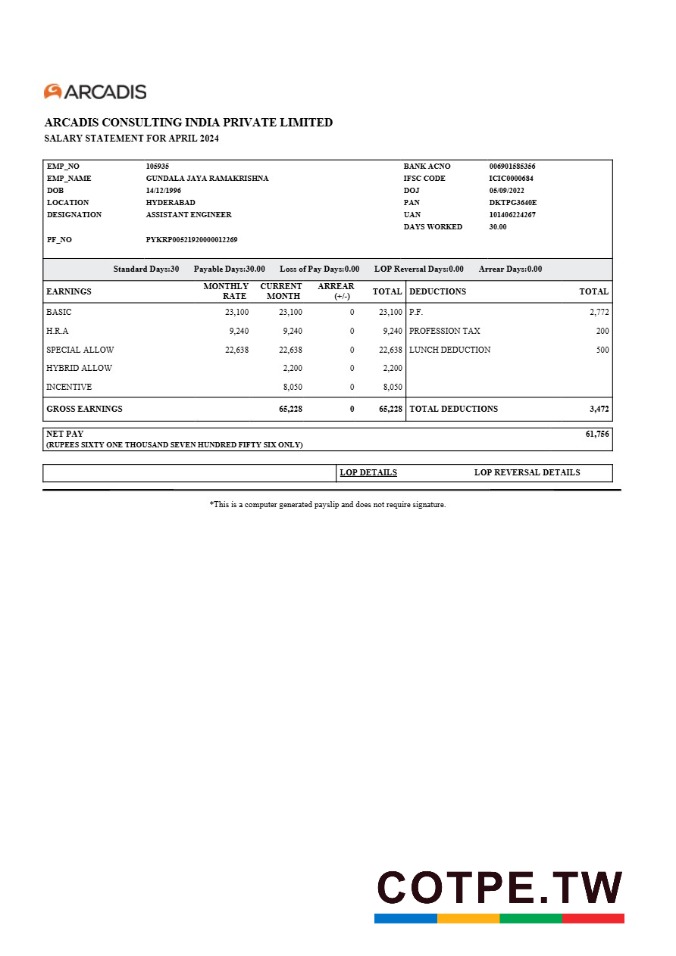 ARCADIS
ARCADIS CONSULTING INDIA PRIVATE LIMITED
SALARY STATEMENT FOR APRIL 2024
EMP_NO 105935 BANK ACNO 006901585356
EMP_NAME GUNDALA JAYA RAMAKRISHNA IFSC CODE ICIC0000684
DOB 14/12/1996 DOJ 05/09/2022
LOCATION HYDERABAD PAN DKTPG3640E
DESIGNATION ASSISTANT ENGINEER UAN 101406224267
DAYS WORKED 30.00
PF_NO PYKRP00521920000012269
Standard Days:30 Payable Days:30.00 Loss of Pay Days:0.00 LOP Reversal Days:0.00 Arrear Days:0.00
EARNINGS MONTHLY RATE CURRENT MONTH ARREAR (+/-) TOTAL DEDUCTIONS TOTAL
BASIC 23,100 23,100 0 23,100 P.F. 2,772
H.R.A 9,240 9,240 0 9,240 PROFESSION TAX 200
SPECIAL ALLOW 22,638 22,638 0 22,638 LUNCH DEDUCTION 500
HYBRID ALLOW 2,200 0 2,200
INCENTIVE 8,050 0 8,050
GROSS EARNINGS 65,228 0 65,228 TOTAL DEDUCTIONS 3,472
NET PAY 61,756
(RUPEES SIXTY ONE THOUSAND SEVEN HUNDRED FIFTY SIX ONLY)
LOP DETAILS LOP REVERSAL DETAILS
*This is a computer generated payslip and does not require signature.
COTPE.TW